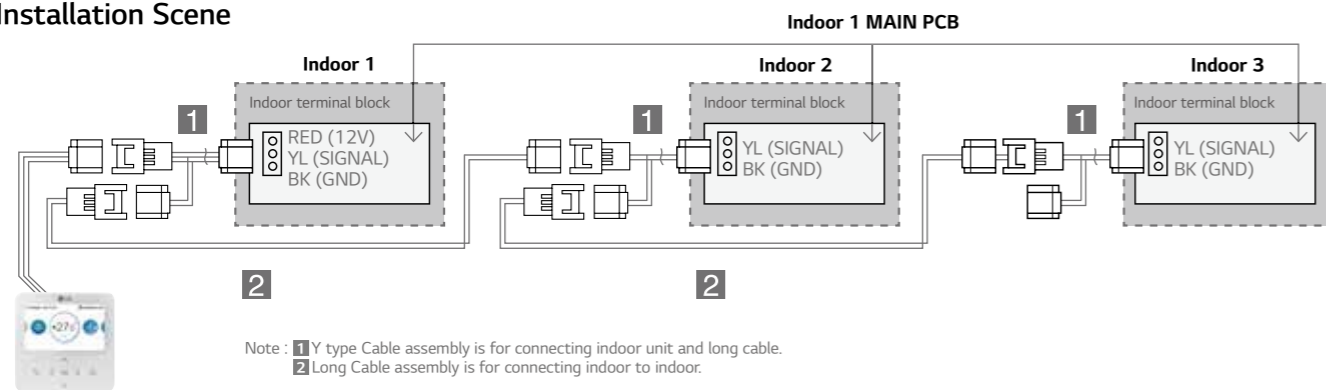 Installation Scene
Indoor 1 MAIN PCB
Indoor 1
Indoor 2
Indoor 3
Indoor terminal block
Indoor terminal block
Indoor terminal block
1
1
1
RED (12V)
YL (SIGNAL)
BK (GND)
YL (SIGNAL)
BK (GND)
YL (SIGNAL)
BK (GND)
2
2
Note : 1 Y type Cable assembly is for connecting indoor unit and long cable.
2 Long Cable assembly is for connecting indoor to indoor.